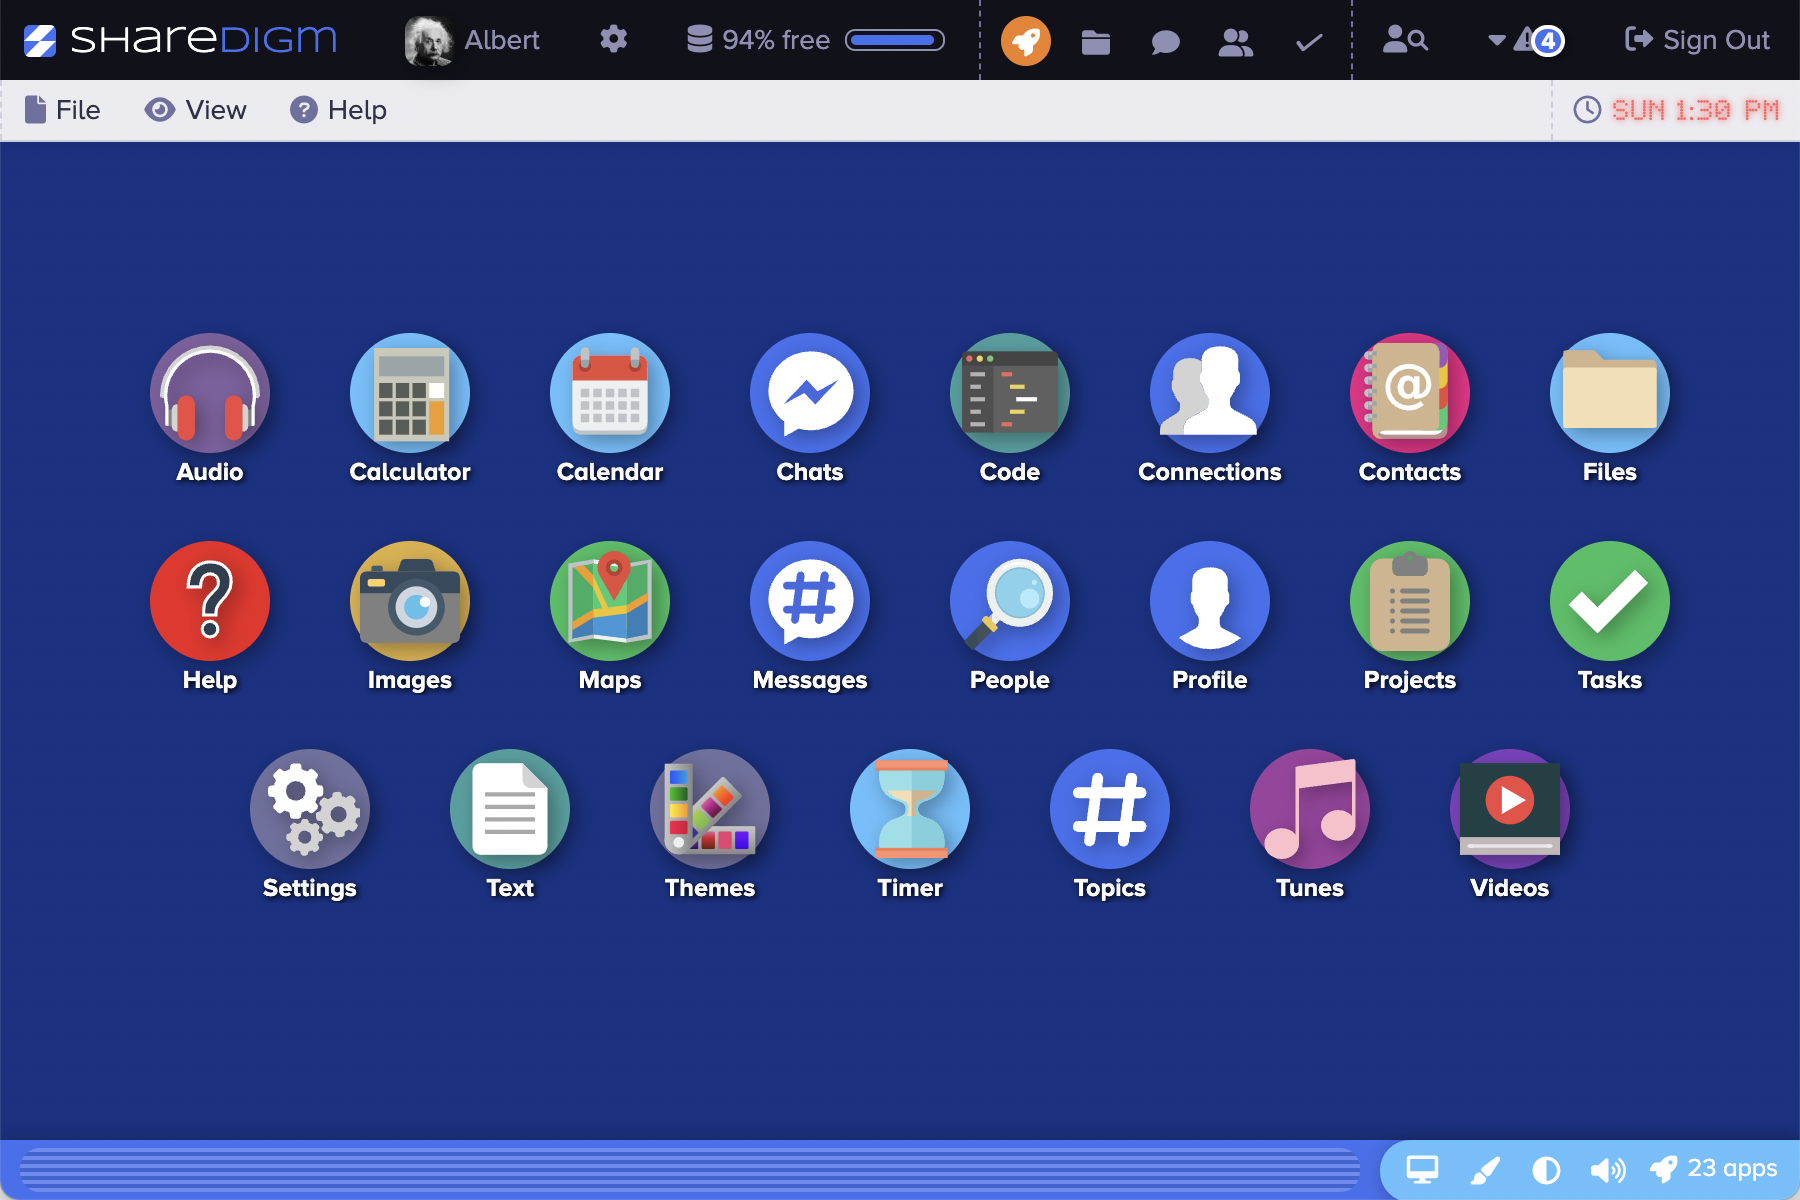 SHAREDIGM Albert 94% free 4 Sign Out
File View Help SUN 1:30 PM
Audio Calculator Calendar Chats Code Connections Contacts Files
Help Images Maps Messages People Profile Projects Tasks
Settings Text Themes Timer Topics Tunes Videos
23 apps